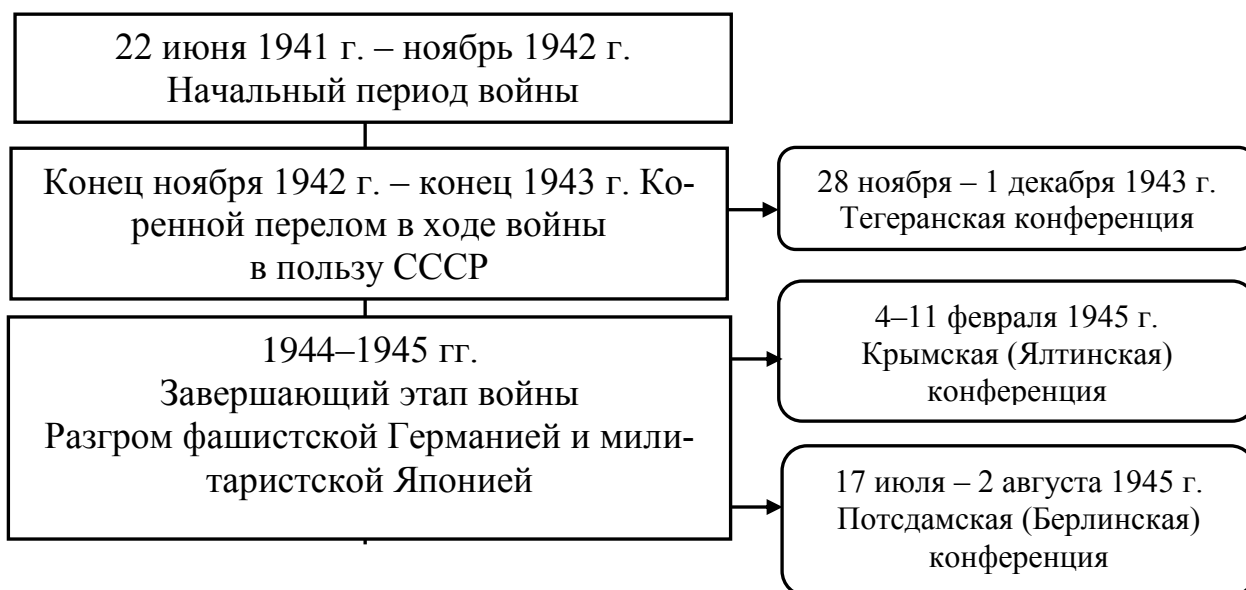 22 июня 1941 г. – ноябрь 1942 г.
Начальный период войны
Конец ноября 1942 г. – конец 1943 г. Ко-
ренной перелом в ходе войны
в пользу СССР
28 ноября – 1 декабря 1943 г.
Тегеранская конференция
1944–1945 гг.
Завершающий этап войны
Разгром фашистской Германией и мили-
таристской Японией
4–11 февраля 1945 г.
Крымская (Ялтинская)
конференция
17 июля – 2 августа 1945 г.
Потсдамская (Берлинская)
конференция